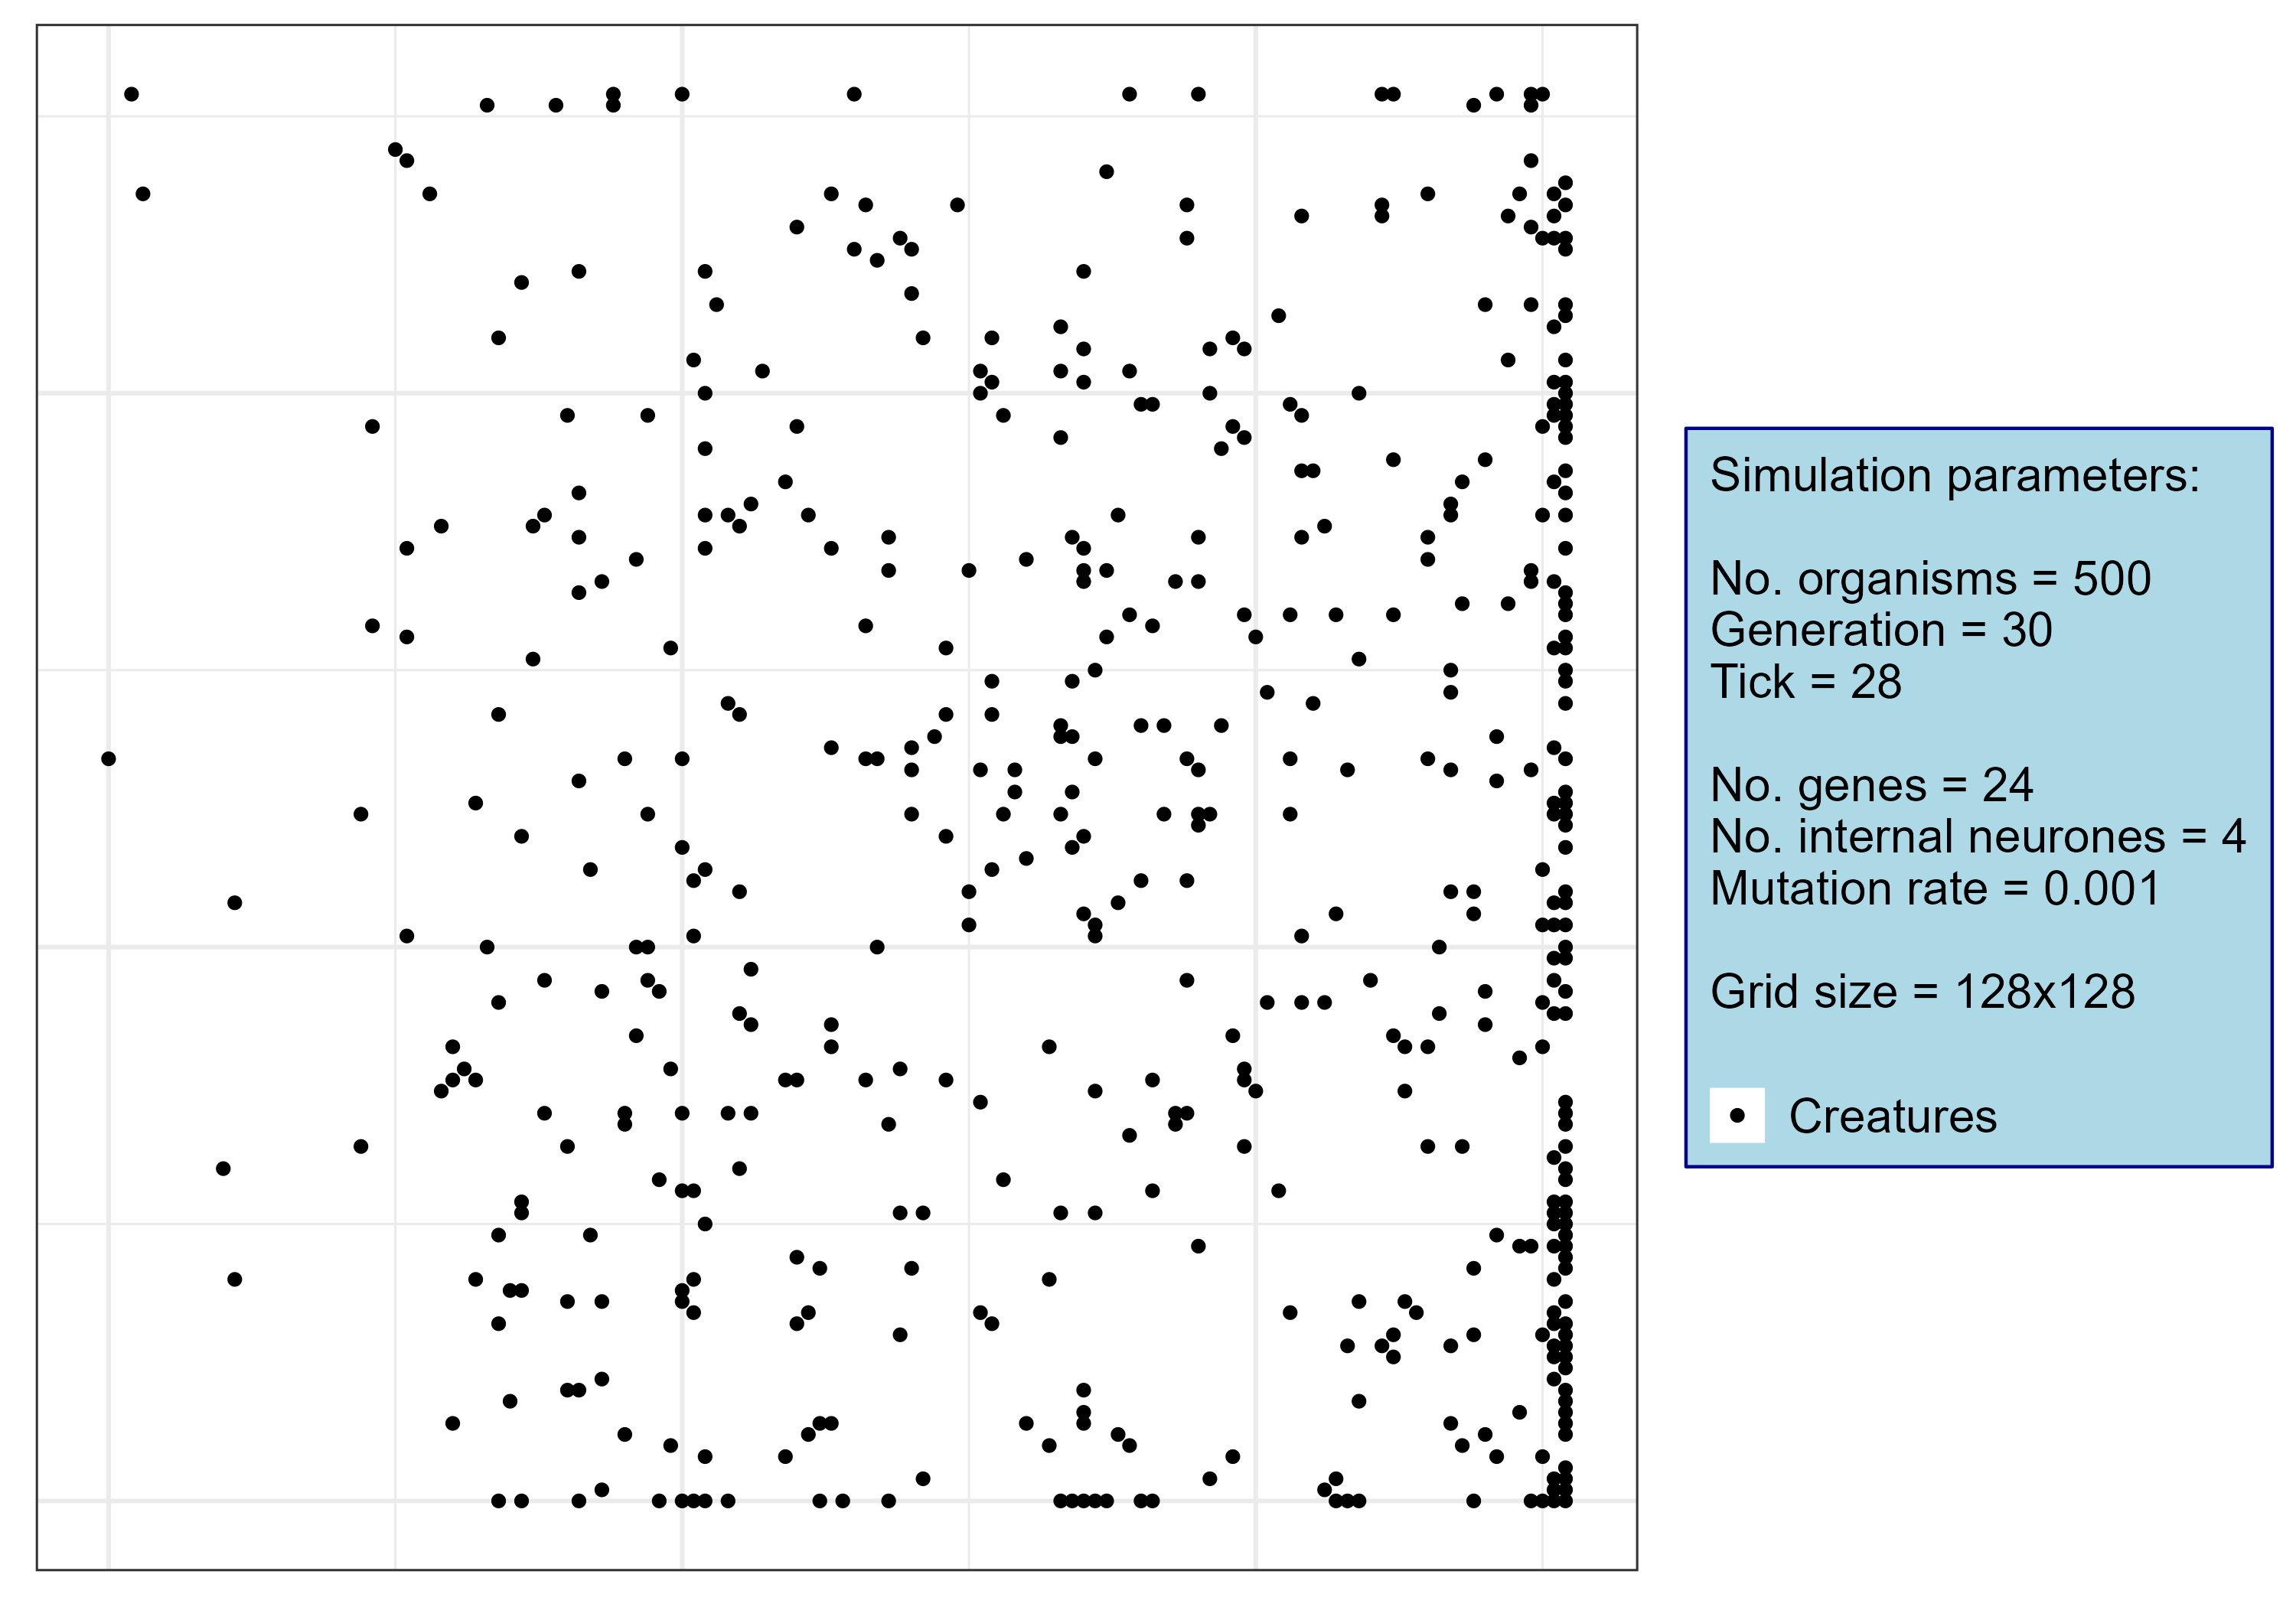 Simulation parameters:
No. organisms = 500
Generation = 30
Tick = 28
No. genes = 24
No. internal neurones = 4
Mutation rate = 0.001
Grid size = 128x128
Creatures